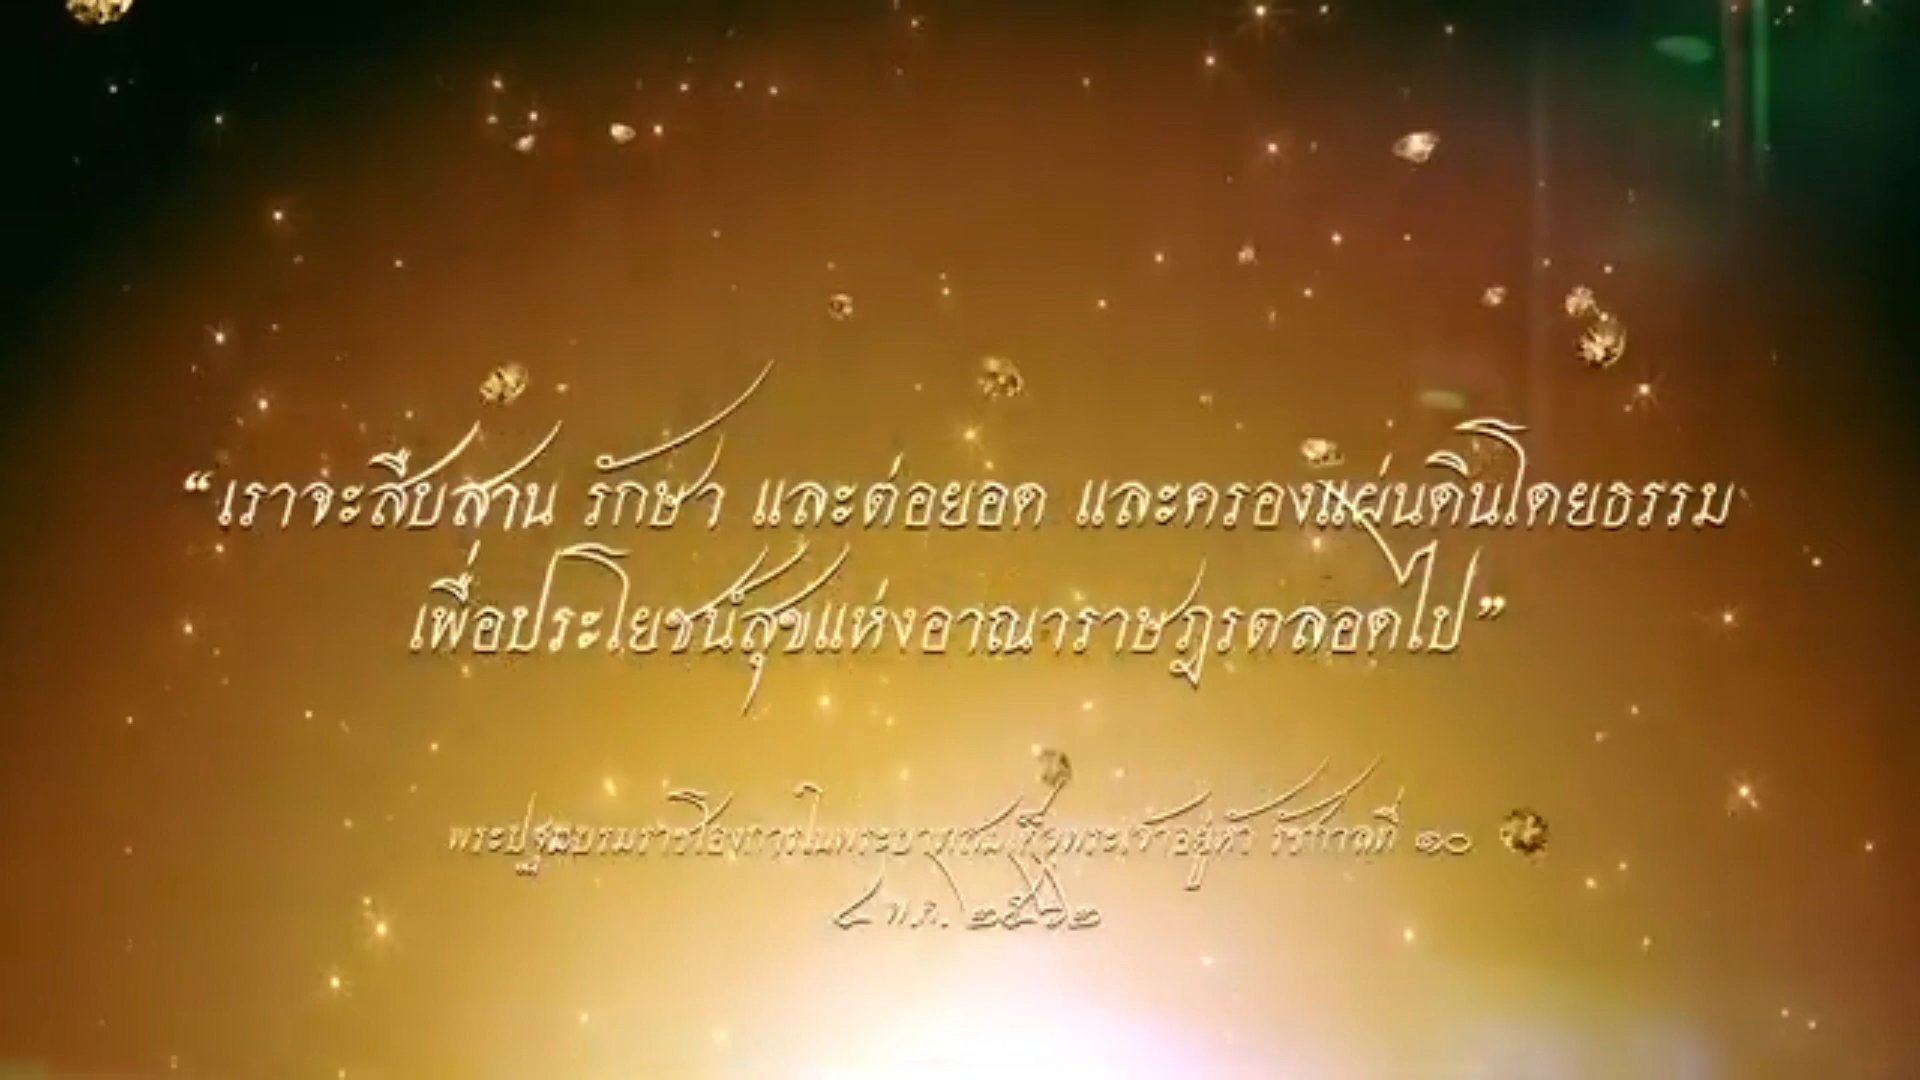 “เราจะสืบสาน รักษา และต่อยอด และครองแผ่นดินโดยธรรม
เพื่อประโยชน์สุขแห่งอาณาราษฎรตลอดไป”
พระปฐมบรมราชโองการในพระบาทสมเด็จพระเจ้าอยู่หัว รัชกาลที่ ๑๐
๔ พ.ค. ๒๕๖๒